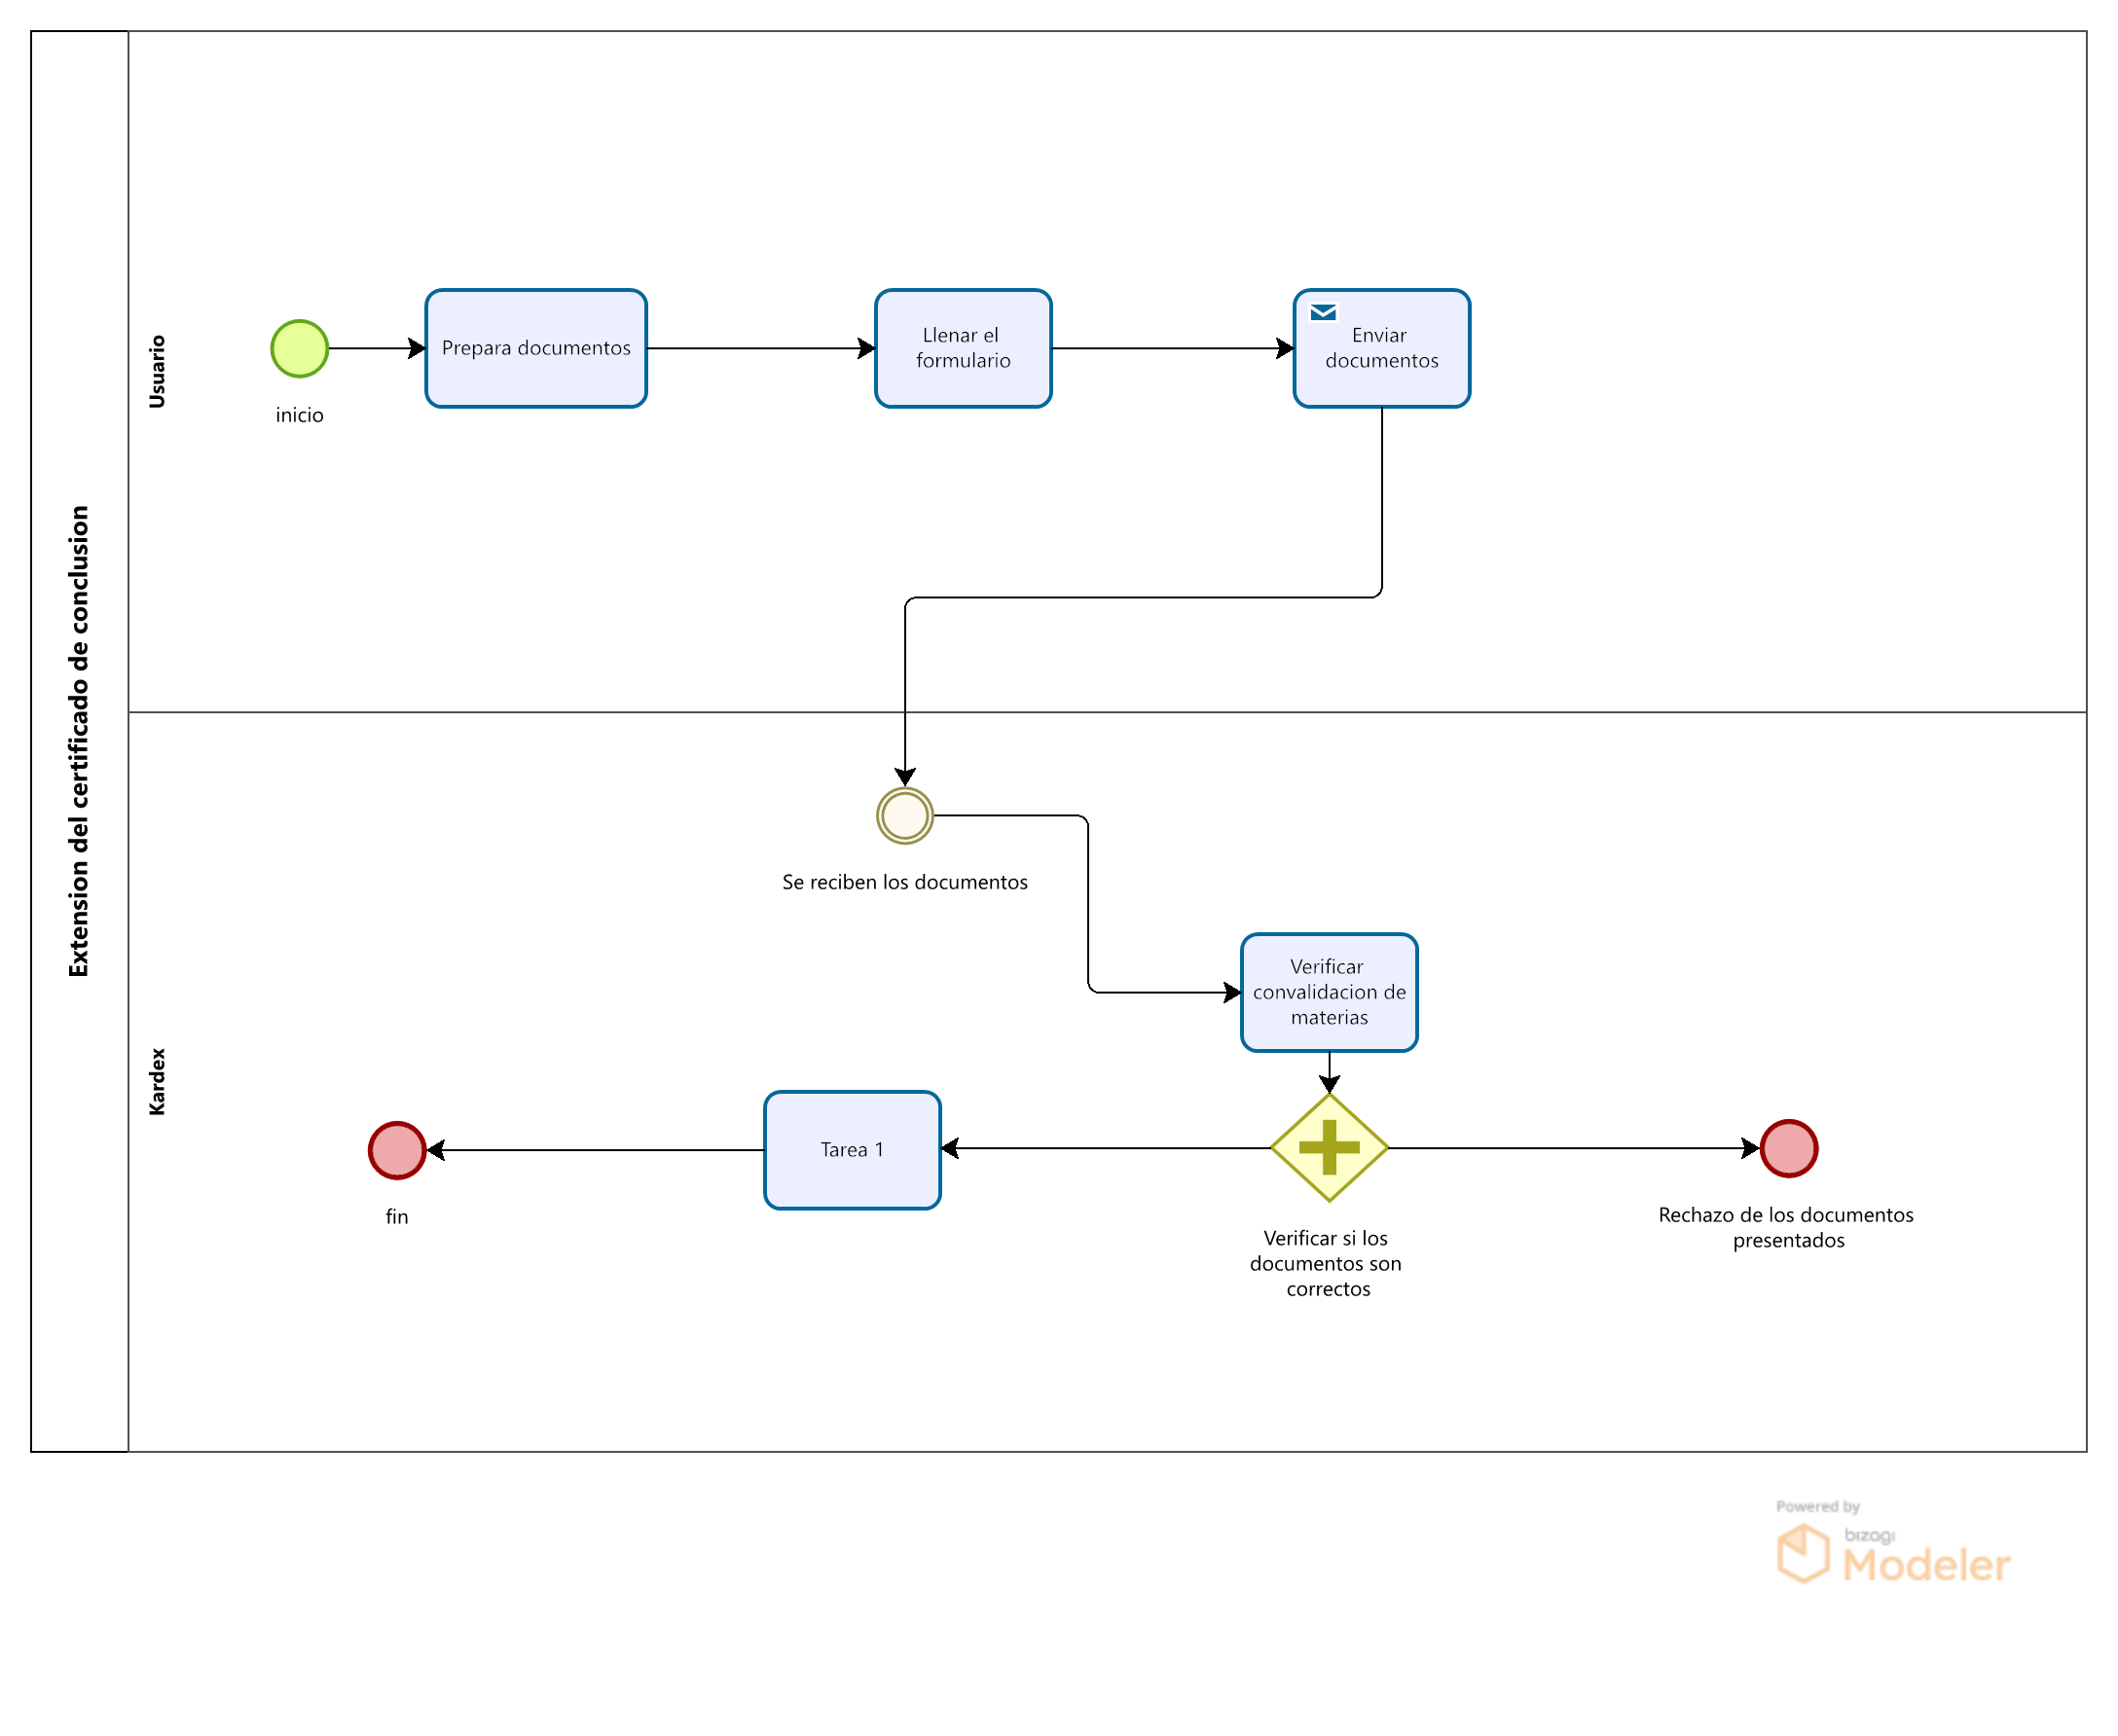 Extension del certificado de conclusion
Usuario
inicio
Prepara documentos
Llenar el
formulario
Enviar
documentos
Kardex
Se reciben los documentos
Verificar
convalidacion de
materias
Verificar si los
documentos son
correctos
Tarea 1
fin
Rechazo de los documentos
presentados
Powered by
bizagi
Modeler